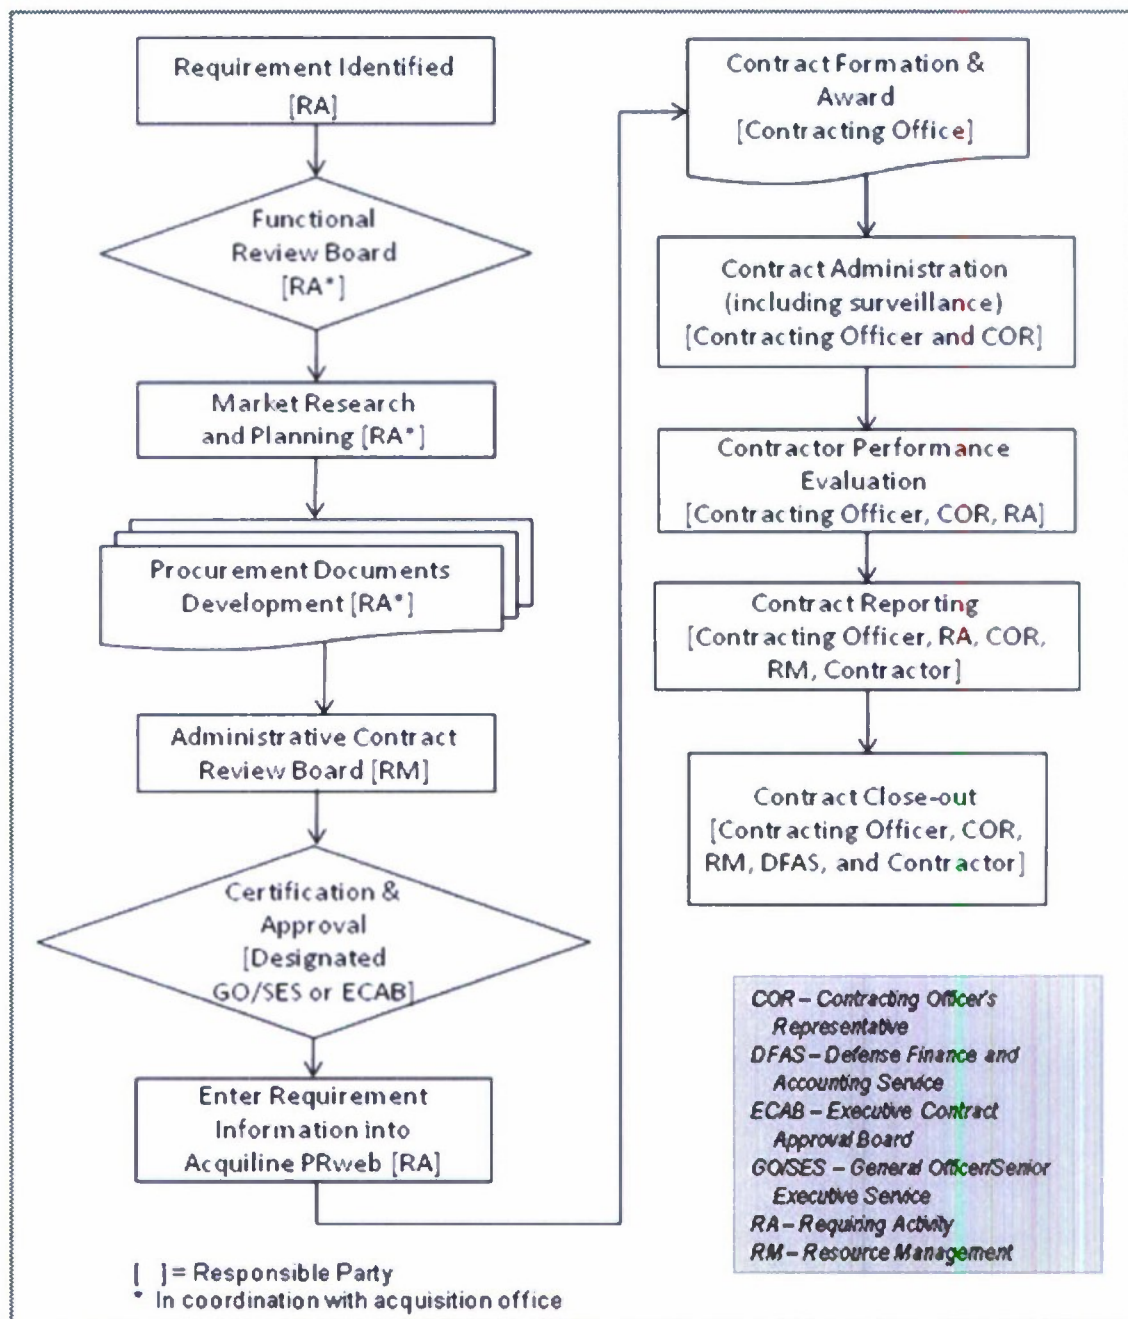 Requirement Identified
[RA]
Functional
Review Board
[RA*]
Market Research
and Planning [RA*]
Procurement Documents
Development [RA*]
Administrative Contract
Review Board [RM]
Certification &
Approval
[Designated
GO/SES or ECAB]
Enter Requirement
Information into
Acquiline PRweb [RA]
Contract Formation &
Award
[Contracting Office]
Contract Administration
(including surveillance)
[Contracting Officer and COR]
Contractor Performance
Evaluation
[Contracting Officer, COR, RA]
Contract Reporting
[Contracting Officer, RA, COR,
RM, Contractor]
Contract Close-out
[Contracting Officer, COR,
RM, DFAS, and Contractor]
COR – Contracting Officer's
Representative
DFAS – Defense Finance and
Accounting Service
ECAB – Executive Contract
Approval Board
GO/SES – General Officer/Senior
Executive Service
RA – Requiring Activity
RM – Resource Management
[ ] = Responsible Party
* In coordination with acquisition office